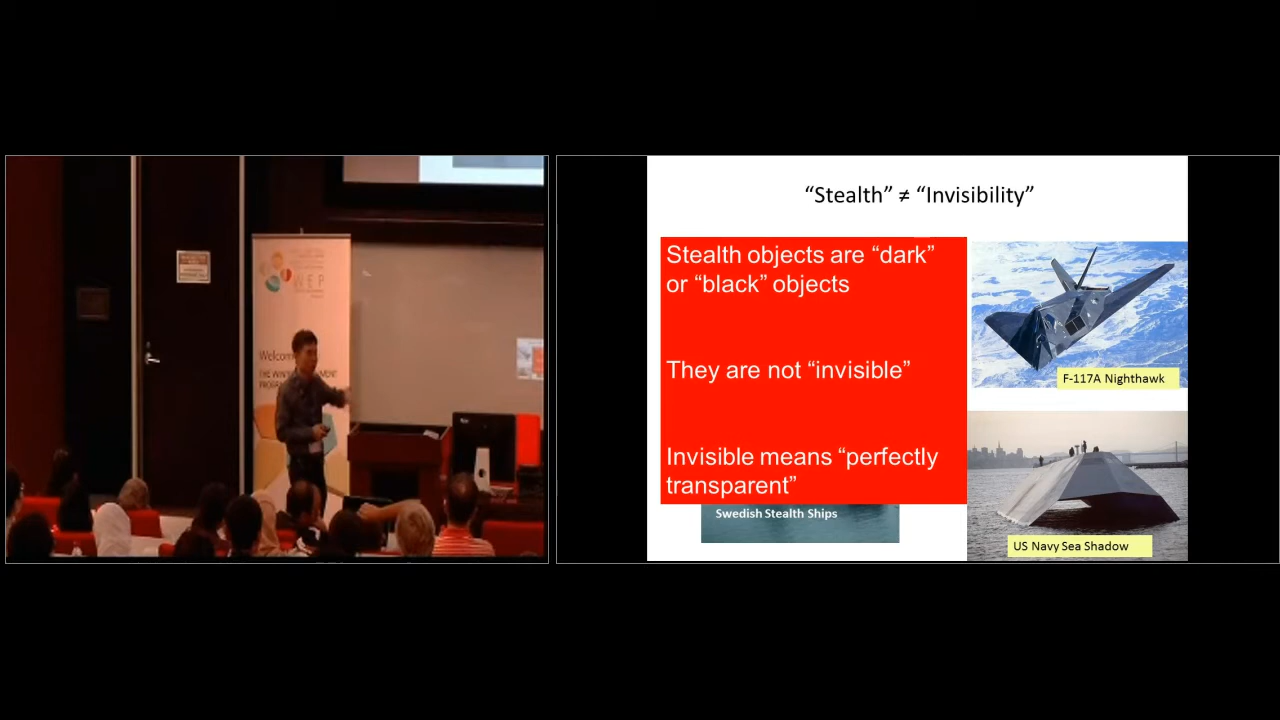 “Stealth” ≠ “Invisibility”
Stealth objects are “dark”
or “black” objects
They are not “invisible”
Invisible means “perfectly
transparent”
Swedish Stealth Ships
F-117A Nighthawk
US Navy Sea Shadow
WEP